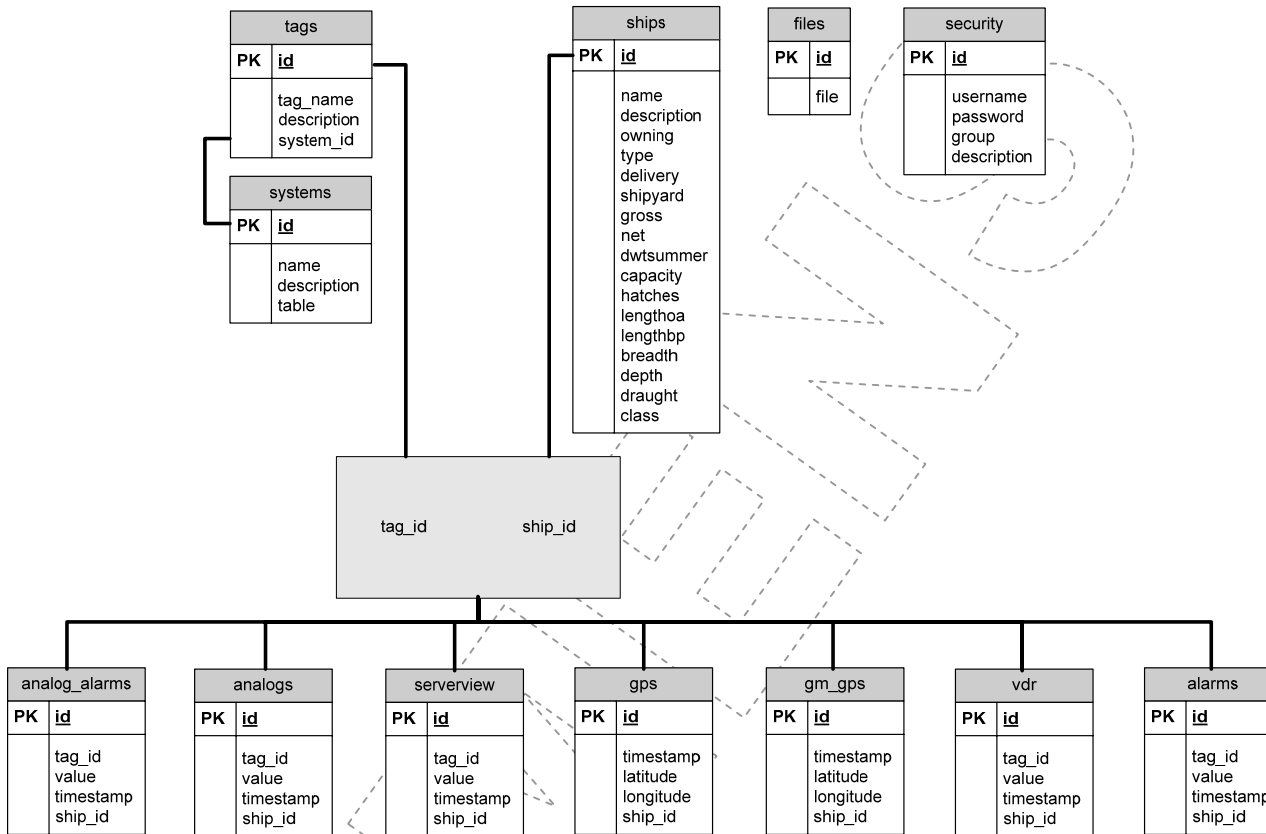 tags
PK id
tag_name
description
system_id
systems
PK id
name
description
table
ships
PK id
name
description
owning
type
delivery
shipyard
gross
net
dwtsummer
capacity
hatches
lengthoa
lengthbp
breadth
depth
draught
class
files
PK id
file
security
PK id
username
password
group
description
tag_id ship_id
analog_alarms
PK id
tag_id
value
timestamp
ship_id
analogs
PK id
tag_id
value
timestamp
ship_id
serverview
PK id
tag_id
value
timestamp
ship_id
gps
PK id
timestamp
latitude
longitude
ship_id
gm_gps
PK id
timestamp
latitude
longitude
ship_id
vdr
PK id
tag_id
value
timestamp
ship_id
alarms
PK id
tag_id
value
timestamp
ship_id